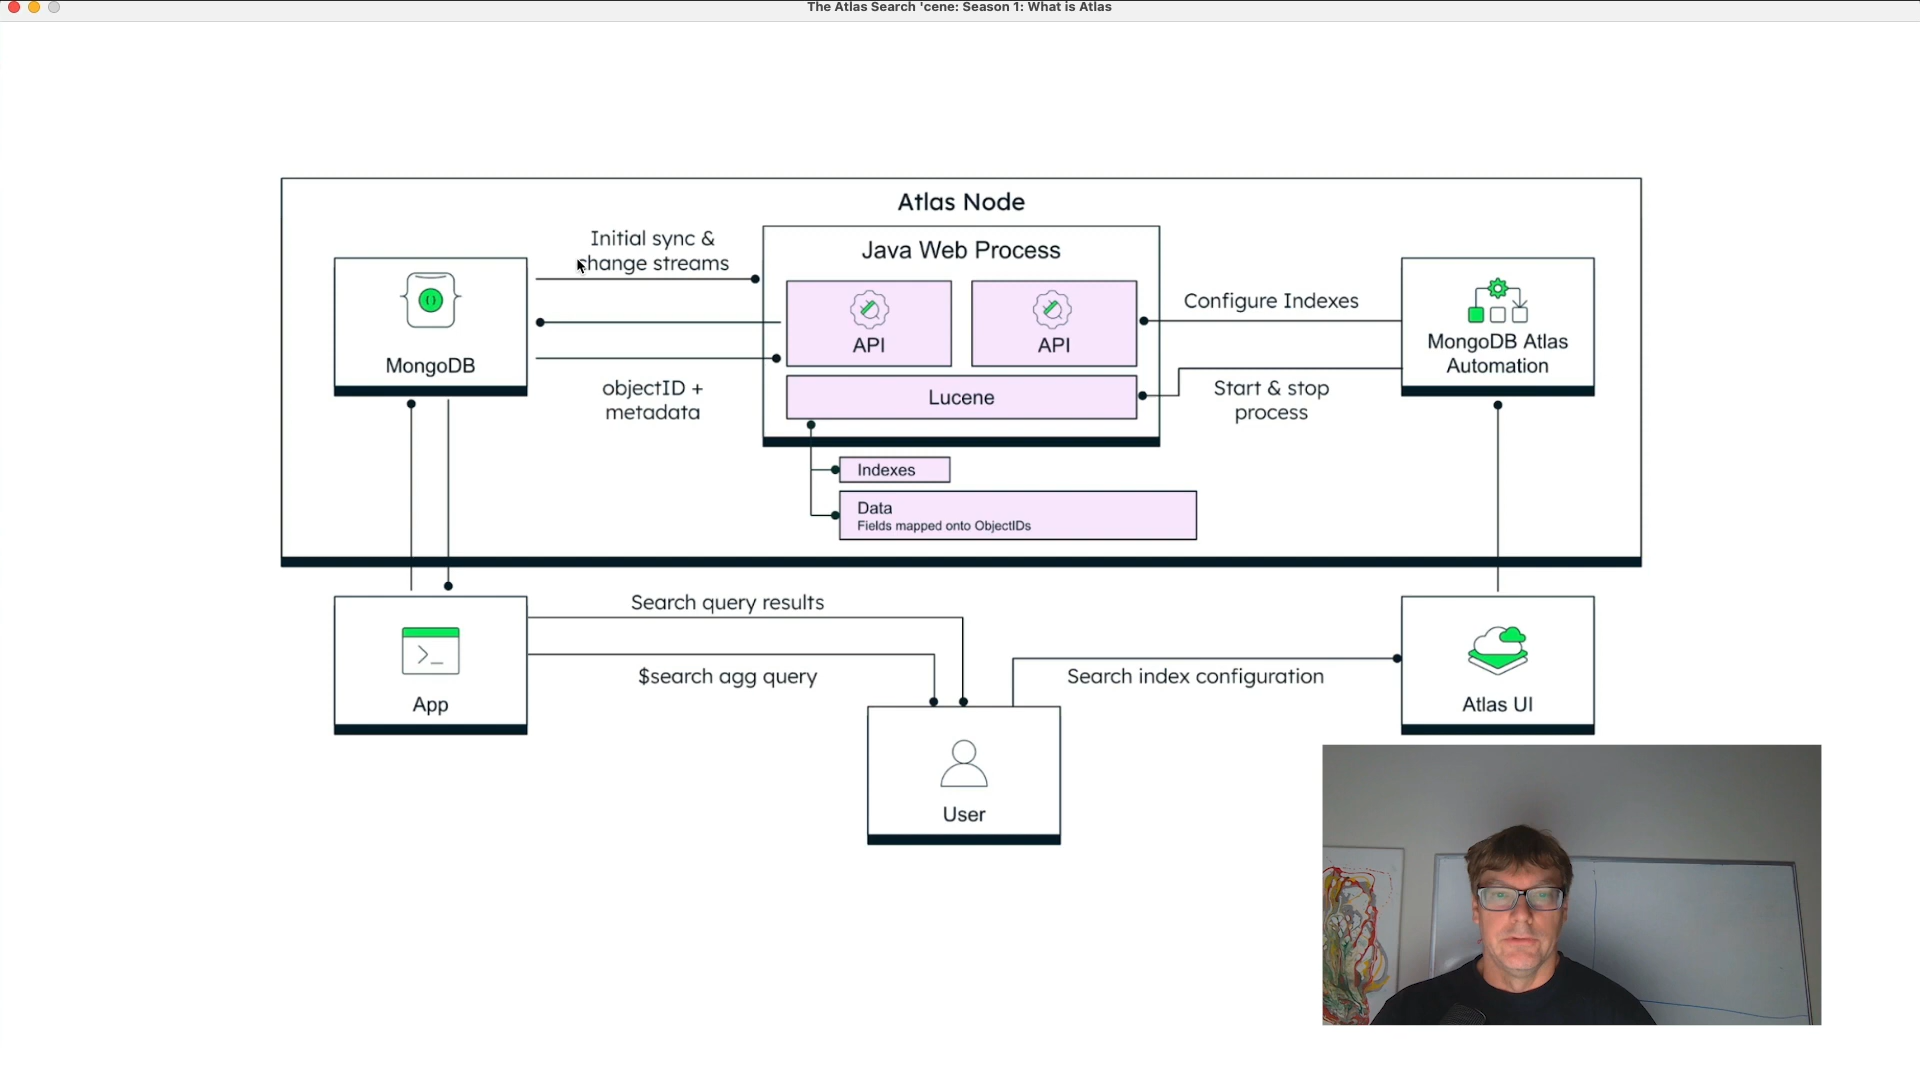 The Atlas Search 'cene: Season 1: What is Atlas
Atlas Node
Initial sync &
change streams
Java Web Process
MongoDB
API
API
Lucene
objectID +
metadata
Configure Indexes
Start & stop
process
MongoDB Atlas
Automation
Indexes
Data
Fields mapped onto ObjectIDs
Search query results
$search agg query
Search index configuration
App
>_
User
Atlas UI